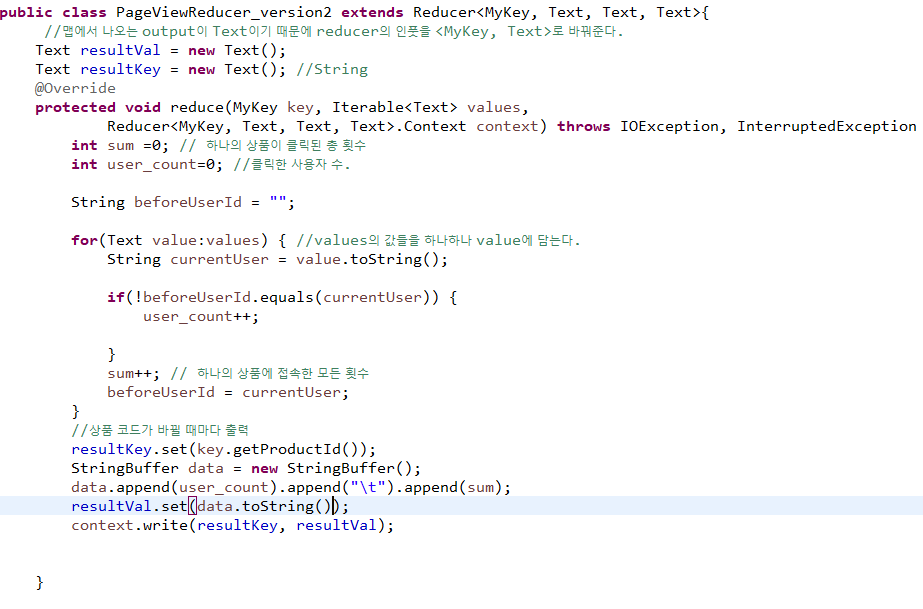 public class PageViewReducer_version2 extends Reducer<MyKey, Text, Text, Text>{
//맵에서 나오는 output이 Text이기 때문에 reducer의 인풋을 <MyKey, Text>로 바꿔준다.
Text resultVal = new Text();
Text resultKey = new Text(); //String
@Override
protected void reduce(MyKey key, Iterable<Text> values,
Reducer<MyKey, Text, Text, Text>.Context context) throws IOException, InterruptedException
int sum =0; // 하나의 상품이 클릭된 총 횟수
int user_count=0; //클릭한 사용자 수.
String beforeUserId = "";
for(Text value:values) { //values의 값들을 하나하나 value에 담는다.
String currentUser = value.toString();
if(!beforeUserId.equals(currentUser)) {
user_count++;
}
sum++; // 하나의 상품에 접속한 모든 횟수
beforeUserId = currentUser;
}
//상품 코드가 바뀔 때마다 출력
resultKey.set(key.getProductId());
StringBuffer data = new StringBuffer();
data.append(user_count).append("\t").append(sum);
resultVal.set(data.toString());
context.write(resultKey, resultVal);
}